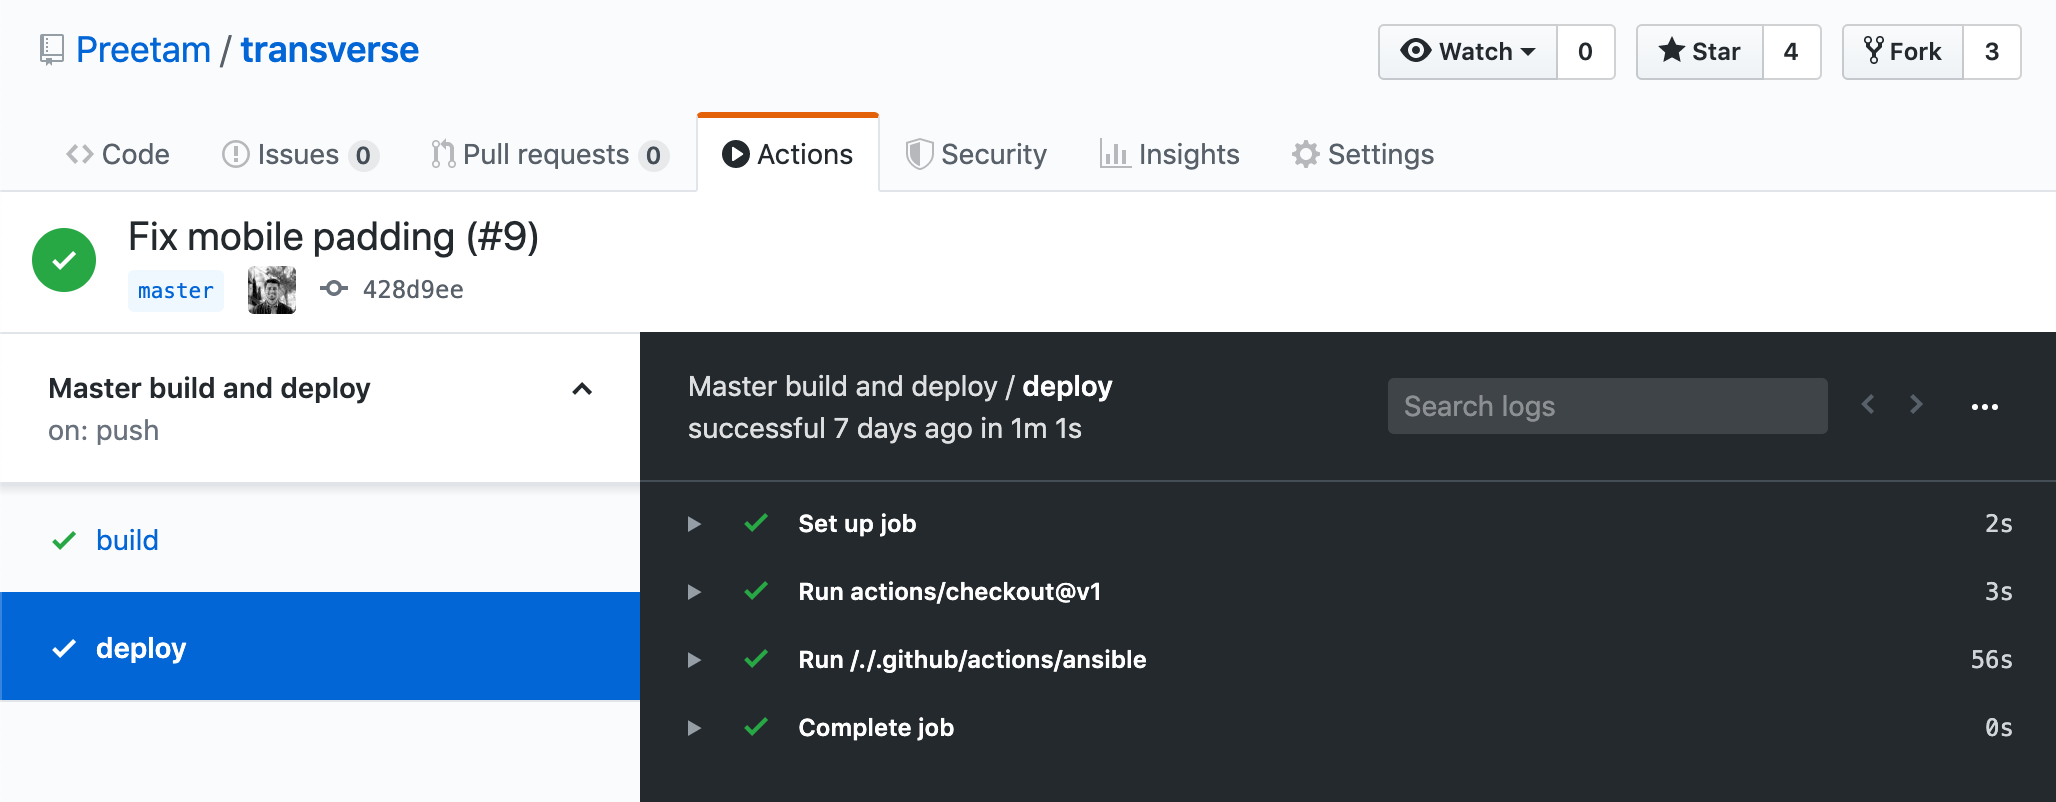 Preetam / transverse
Watch 0
Star 4
Fork 3
Code
Issues 0
Pull requests 0
Actions
Security
Insights
Settings
Fix mobile padding (#9)
master 428d9ee
Master build and deploy
on: push
build
deploy
Master build and deploy / deploy
successful 7 days ago in 1m 1s
Search logs
Set up job 2s
Run actions/checkout@v1 3s
Run /./.github/actions/ansible 56s
Complete job 0s